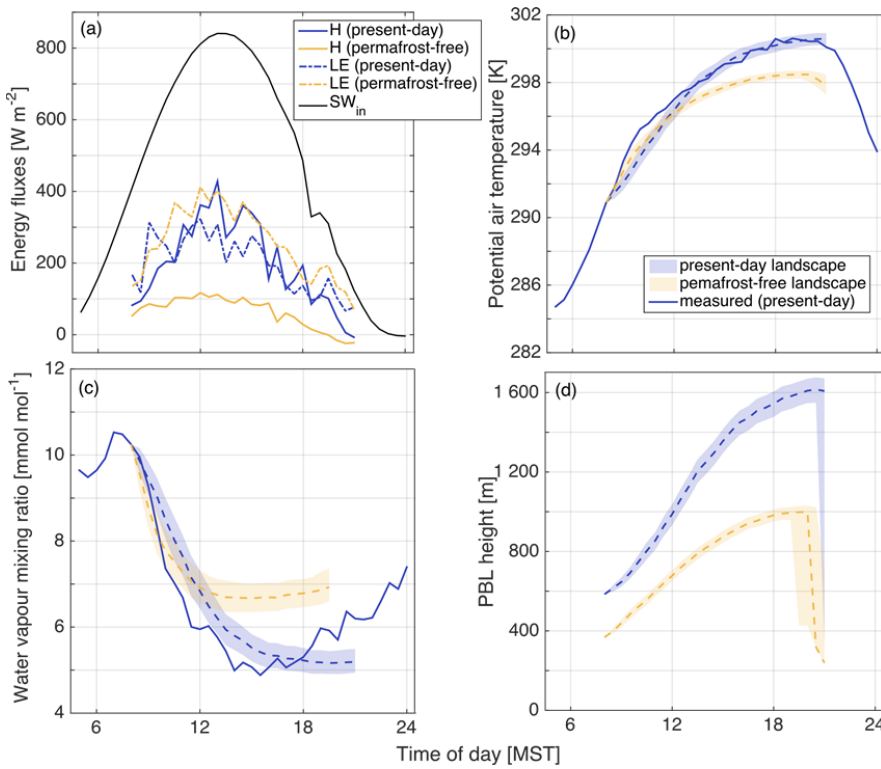 (a)
H (present-day)
H (permafrost-free)
LE (present-day)
LE (permafrost-free)
SWin
Energy fluxes [W m-2]
800
600
400
200
0
(b)
302
298
294
290
286
282
Potential air temperature [K]
present-day landscape
pemafrost-free landscape
measured (present-day)
(c)
12
10
8
6
4
Water vapour mixing ratio [mmol mol-1]
6
12
18
24
(d)
1 600
1 200
800
400
0
PBL height [m]
6
12
18
24
Time of day [MST]